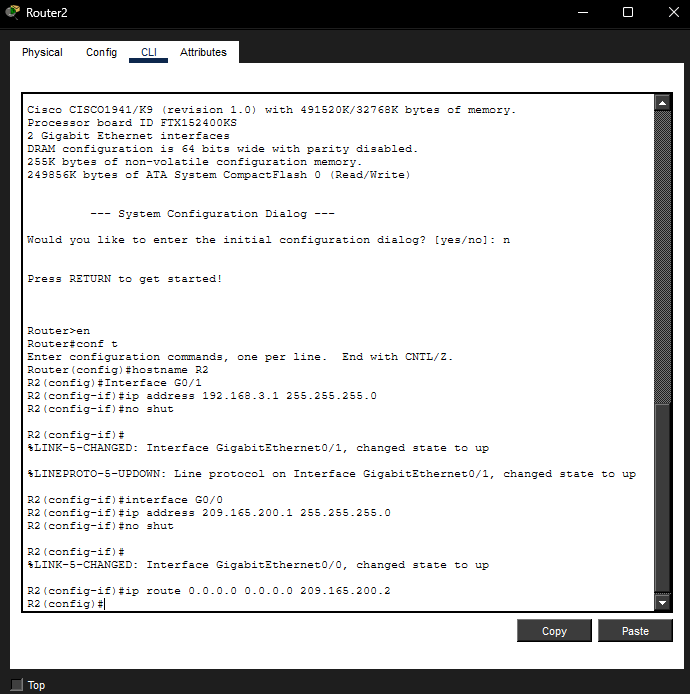 Router2
Physical Config CLI Attributes
Cisco CISCO1941/K9 (revision 1.0) with 491520K/32768K bytes of memory.
Processor board ID FTX152400KS
2 Gigabit Ethernet interfaces
DRAM configuration is 64 bits wide with parity disabled.
255K bytes of non-volatile configuration memory.
249856K bytes of ATA System CompactFlash 0 (Read/Write)
--- System Configuration Dialog ---
Would you like to enter the initial configuration dialog? [yes/no]: n
Press RETURN to get started!
Router>en
Router#conf t
Enter configuration commands, one per line.  End with CNTL/Z.
Router(config)#hostname R2
R2(config)#Interface G0/1
R2(config-if)#ip address 192.168.3.1 255.255.255.0
R2(config-if)#no shut
R2(config-if)#
%LINK-5-CHANGED: Interface GigabitEthernet0/1, changed state to up
%LINEPROTO-5-UPDOWN: Line protocol on Interface GigabitEthernet0/1, changed state to up
R2(config-if)#interface G0/0
R2(config-if)#ip address 209.165.200.1 255.255.255.0
R2(config-if)#no shut
R2(config-if)#
%LINK-5-CHANGED: Interface GigabitEthernet0/0, changed state to up
R2(config-if)#ip route 0.0.0.0 0.0.0.0 209.165.200.2
R2(config)#
Copy Paste
Top